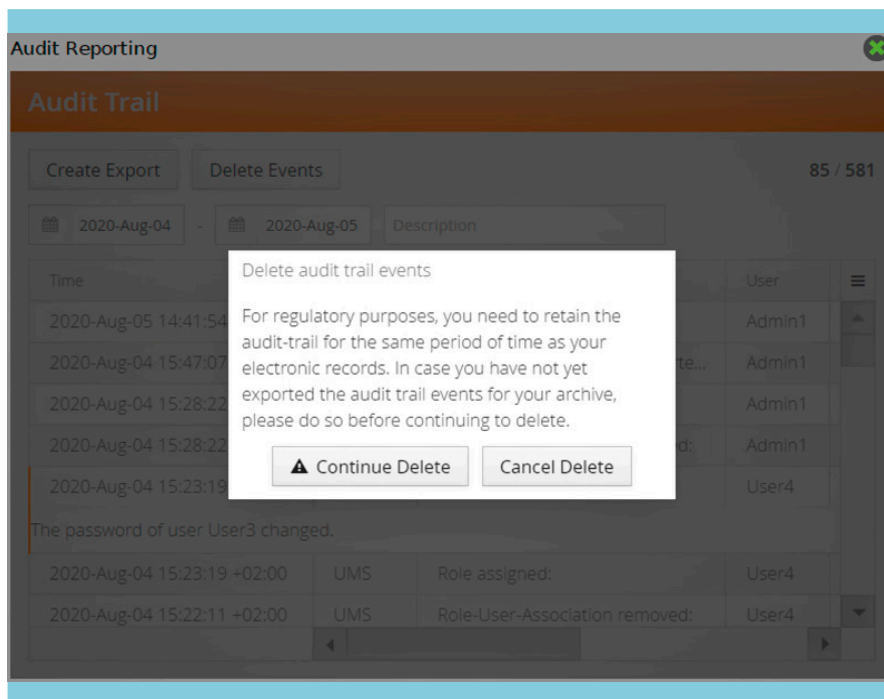 Audit Reporting
Audit Trail
Create Export Delete Events 85 / 581
2020-Aug-04 - 2020-Aug-05 Description
Time User
2020-Aug-05 14:41:54 Admin1
2020-Aug-04 15:47:07 rte... Admin1
2020-Aug-04 15:28:22 Admin1
2020-Aug-04 15:28:22 ed: Admin1
2020-Aug-04 15:23:19 User4
The password of user User3 changed.
2020-Aug-04 15:23:19 +02:00 UMS Role assigned: User4
2020-Aug-04 15:22:11 +02:00 UMS Role-User-Association removed: User4
Delete audit trail events
For regulatory purposes, you need to retain the
audit-trail for the same period of time as your
electronic records. In case you have not yet
exported the audit trail events for your archive,
please do so before continuing to delete.
Continue Delete Cancel Delete